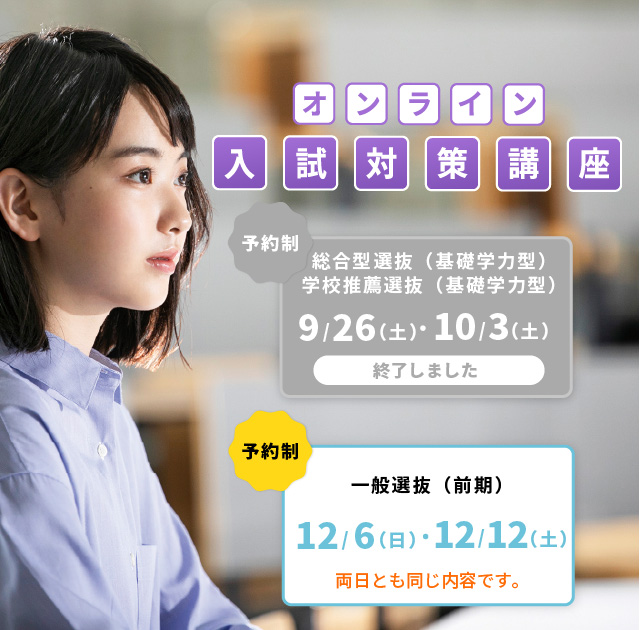 オンライン
入試対策講座
予約制
総合型選抜（基礎学力型）
学校推薦選抜（基礎学力型）
9/26(土)・10/3(土)
終了しました
予約制
一般選抜（前期）
12/6(日)・12/12(土)
両日とも同じ内容です。